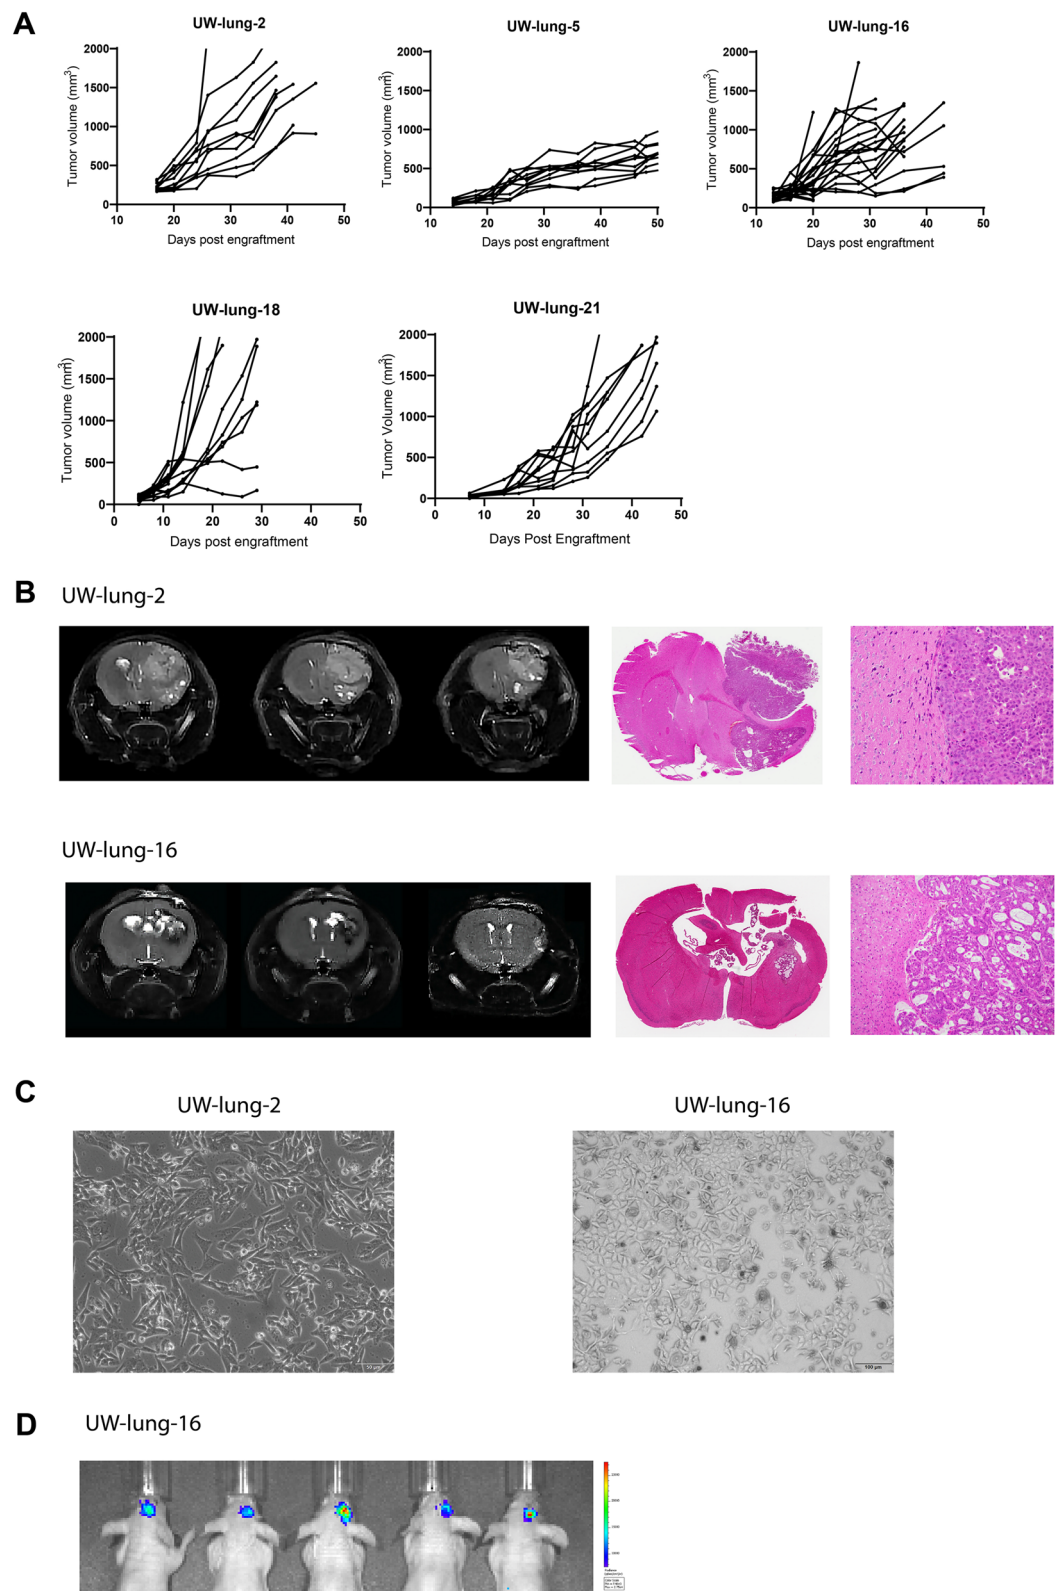 A
UW-lung-2
Tumor volume (mm3)
2000
1500
1000
500
0
10 20 30 40 50
Days post engraftment
UW-lung-5
Tumor volume (mm3)
2000
1500
1000
500
0
10 20 30 40 50
Days post engraftment
UW-lung-16
Tumor volume (mm3)
2000
1500
1000
500
0
10 20 30 40 50
Days post engraftment
UW-lung-18
Tumor volume (mm3)
2000
1500
1000
500
0
0 10 20 30 40 50
Days post engraftment
UW-lung-21
Tumor Volume (mm3)
2000
1500
1000
500
0
0 10 20 30 40 50
Days Post Engraftment
B
UW-lung-2
UW-lung-16
C
UW-lung-2
UW-lung-16
50 µm
100 µm
D
UW-lung-16